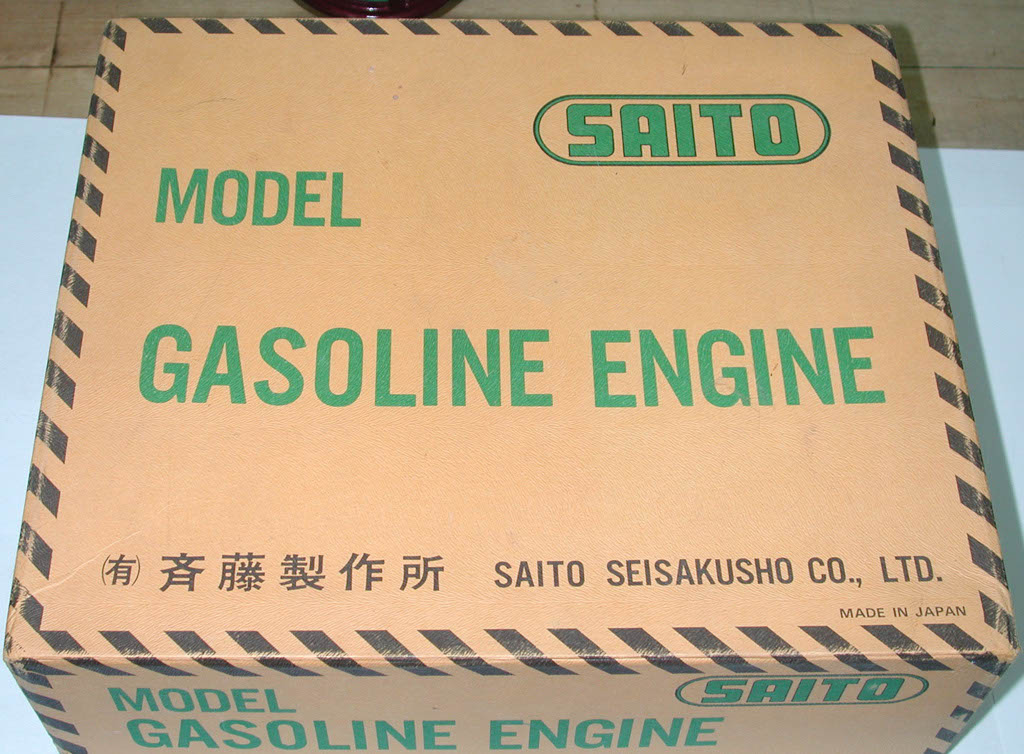 SAITO
MODEL
GASOLINE ENGINE
㈲ 斉藤製作所 SAITO SEISAKUSHO CO., LTD.
MADE IN JAPAN
MODEL SAITO
GASOLINE ENGINE